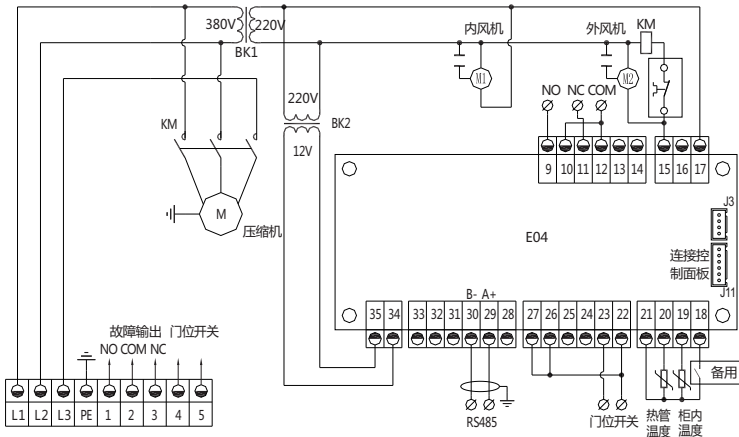 380V 220V
BK1
内风机 外风机 KM
M1 M2
NO NC COM
220V
BK2
12V
KM
M
压缩机
9 10 11 12 13 14 15 16 17
E04
J3
连接控
制面板
J11
B- A+
35 34 33 32 31 30 29 28 27 26 25 24 23 22 21 20 19 18
故障输出 门位开关
NO COM NC
L1 L2 L3 PE 1 2 3 4 5
RS485
门位开关
热管
温度
柜内
温度
备用